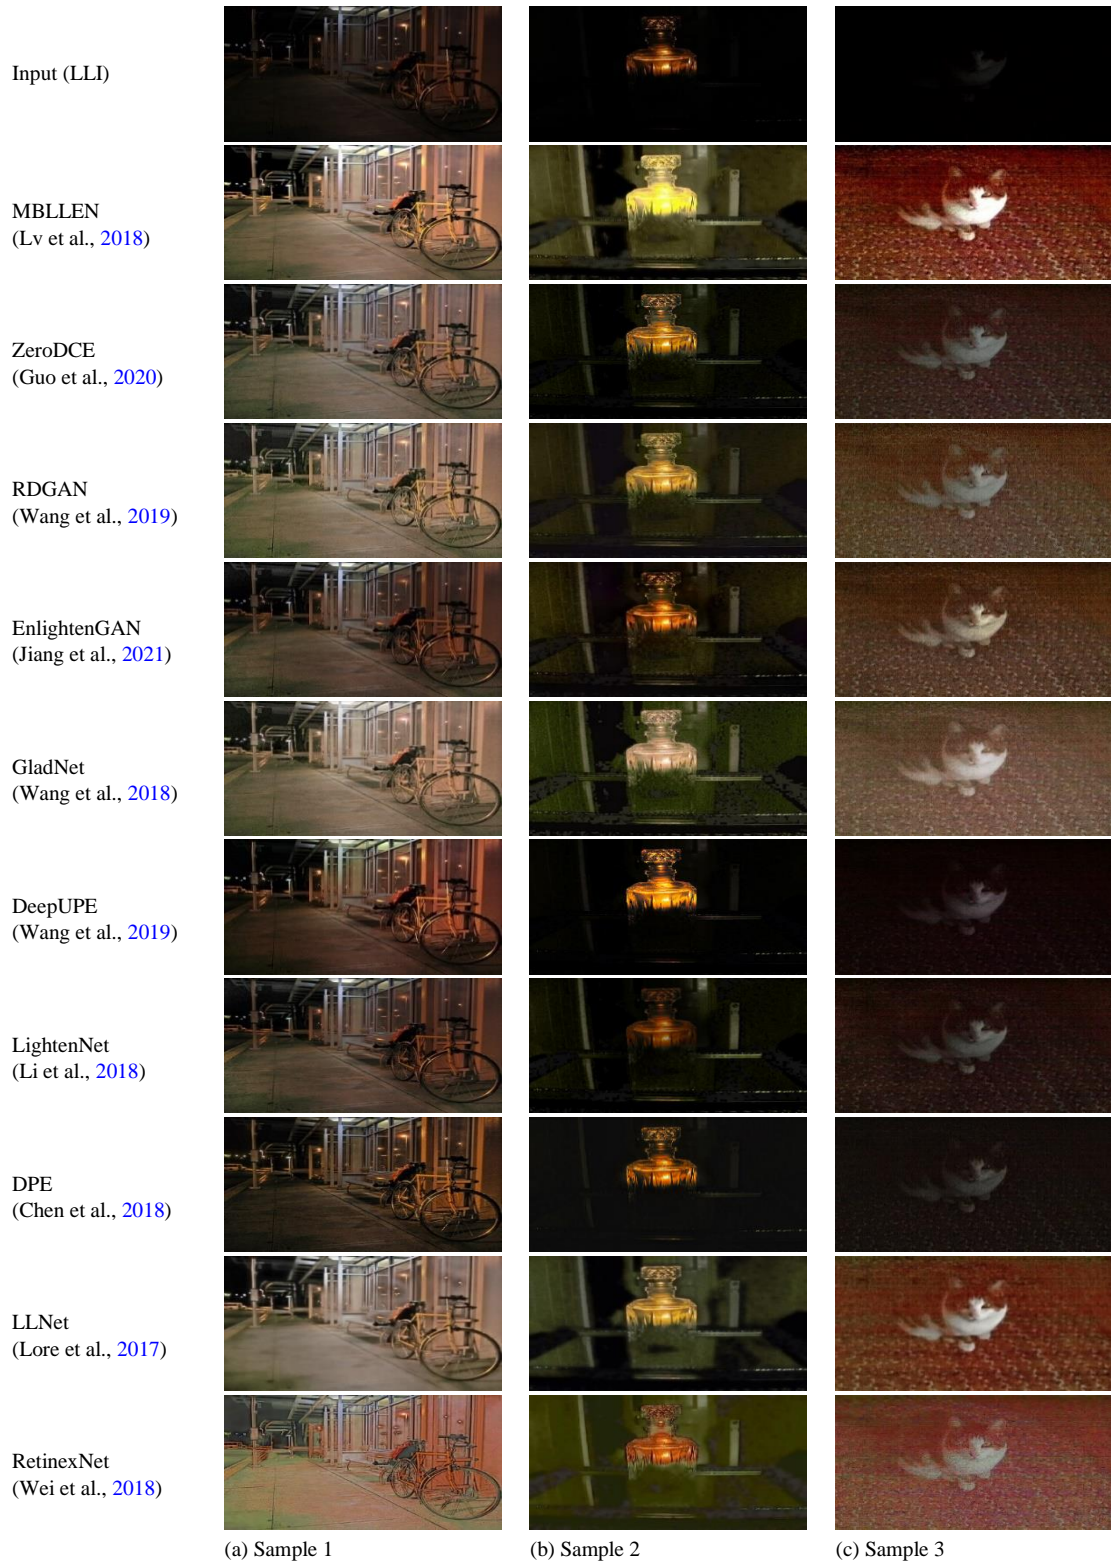 Input (LLI)
MBLLEN
(Lv et al., 2018)
ZeroDCE
(Guo et al., 2020)
RDGAN
(Wang et al., 2019)
EnlightenGAN
(Jiang et al., 2021)
GladNet
(Wang et al., 2018)
DeepUPE
(Wang et al., 2019)
LightenNet
(Li et al., 2018)
DPE
(Chen et al., 2018)
LLNet
(Lore et al., 2017)
RetinexNet
(Wei et al., 2018)
(a) Sample 1
(b) Sample 2
(c) Sample 3